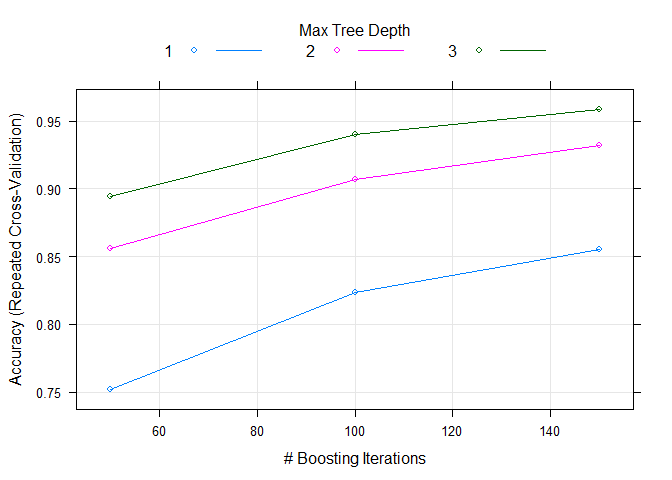 Max Tree Depth
1 2 3
Accuracy (Repeated Cross-Validation)
0.95
0.90
0.85
0.80
0.75
60 80 100 120 140
# Boosting Iterations